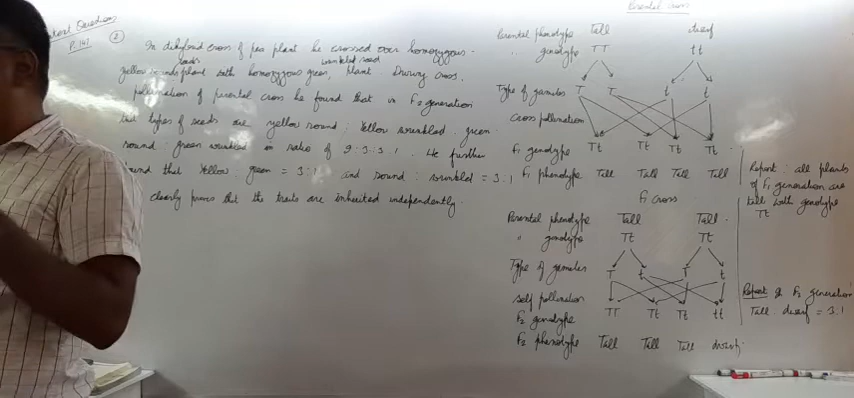 Questions
P. 141
②
In dihybrid cross of pea plant he crossed over homozygous
yellow round plant with homozygous green, wrinkled seed plant. During cross.
seeds
pollination of parental cross he found that in F2 generation
types of seeds are yellow round : Yellow wrinkled . green
round : green wrinkled in ratio of 9:3:3:1. He further
found that Yellow : green = 3:1 and round : wrinkled = 3:1
clearly proves that the traits are inherited independently.
Parental cross
Parental phenotype Tall dwarf
" genotype TT tt
Type of gametes T T t t
Cross pollination
F1 genotype Tt Tt Tt Tt
F1 phenotype Tall Tall Tall Tall
Report : all plants
of F1 generation are
tall with genotype
Tt
F1 cross
Parental phenotype Tall Tall
" genotype Tt Tt
Type of gametes T t T t
self pollination
F2 genotype TT Tt Tt tt
F2 phenotype Tall Tall Tall dwarf
Report F2 generation
Tall : dwarf = 3:1